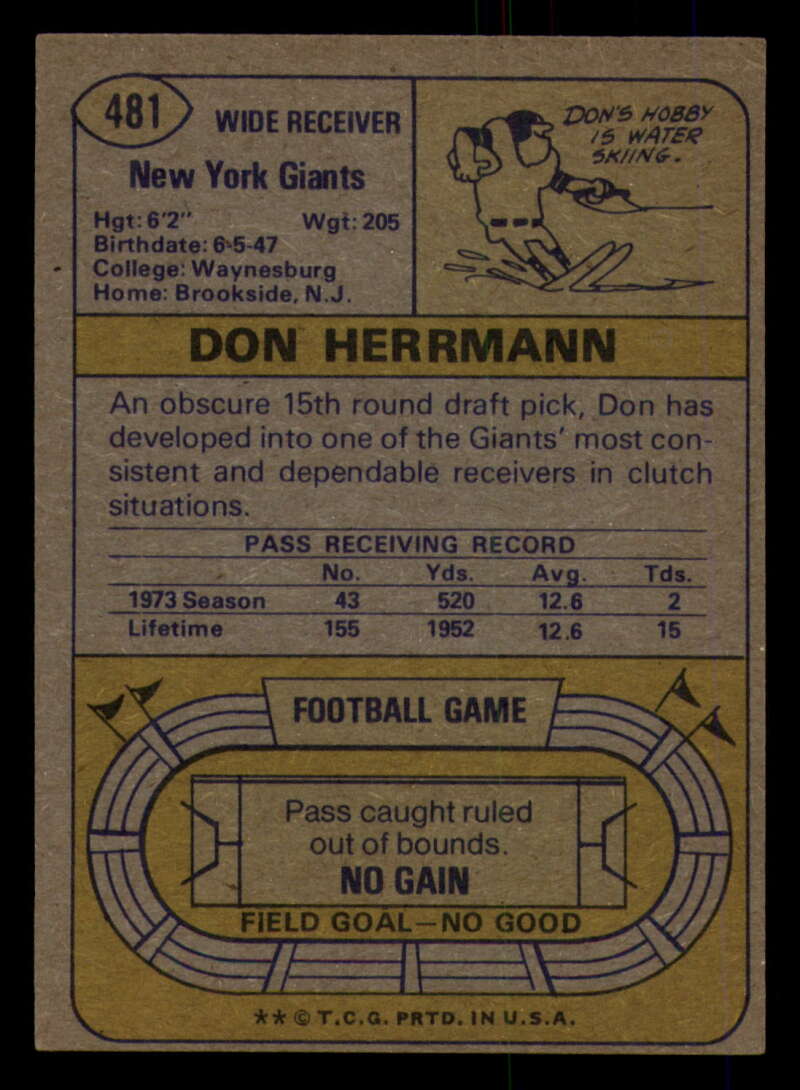 481
WIDE RECEIVER
New York Giants
Hgt: 6'2" Wgt: 205
Birthdate: 6-5-47
College: Waynesburg
Home: Brookside, N.J.
DON'S HOBBY
IS WATER
SKIING.
DON HERRMANN
An obscure 15th round draft pick, Don has
developed into one of the Giants' most con-
sistent and dependable receivers in clutch
situations.
PASS RECEIVING RECORD
No. Yds. Avg. Tds.
1973 Season 43 520 12.6 2
Lifetime 155 1952 12.6 15
FOOTBALL GAME
Pass caught ruled
out of bounds.
NO GAIN
FIELD GOAL—NO GOOD
** © T.C.G. PRTD. IN U.S.A.